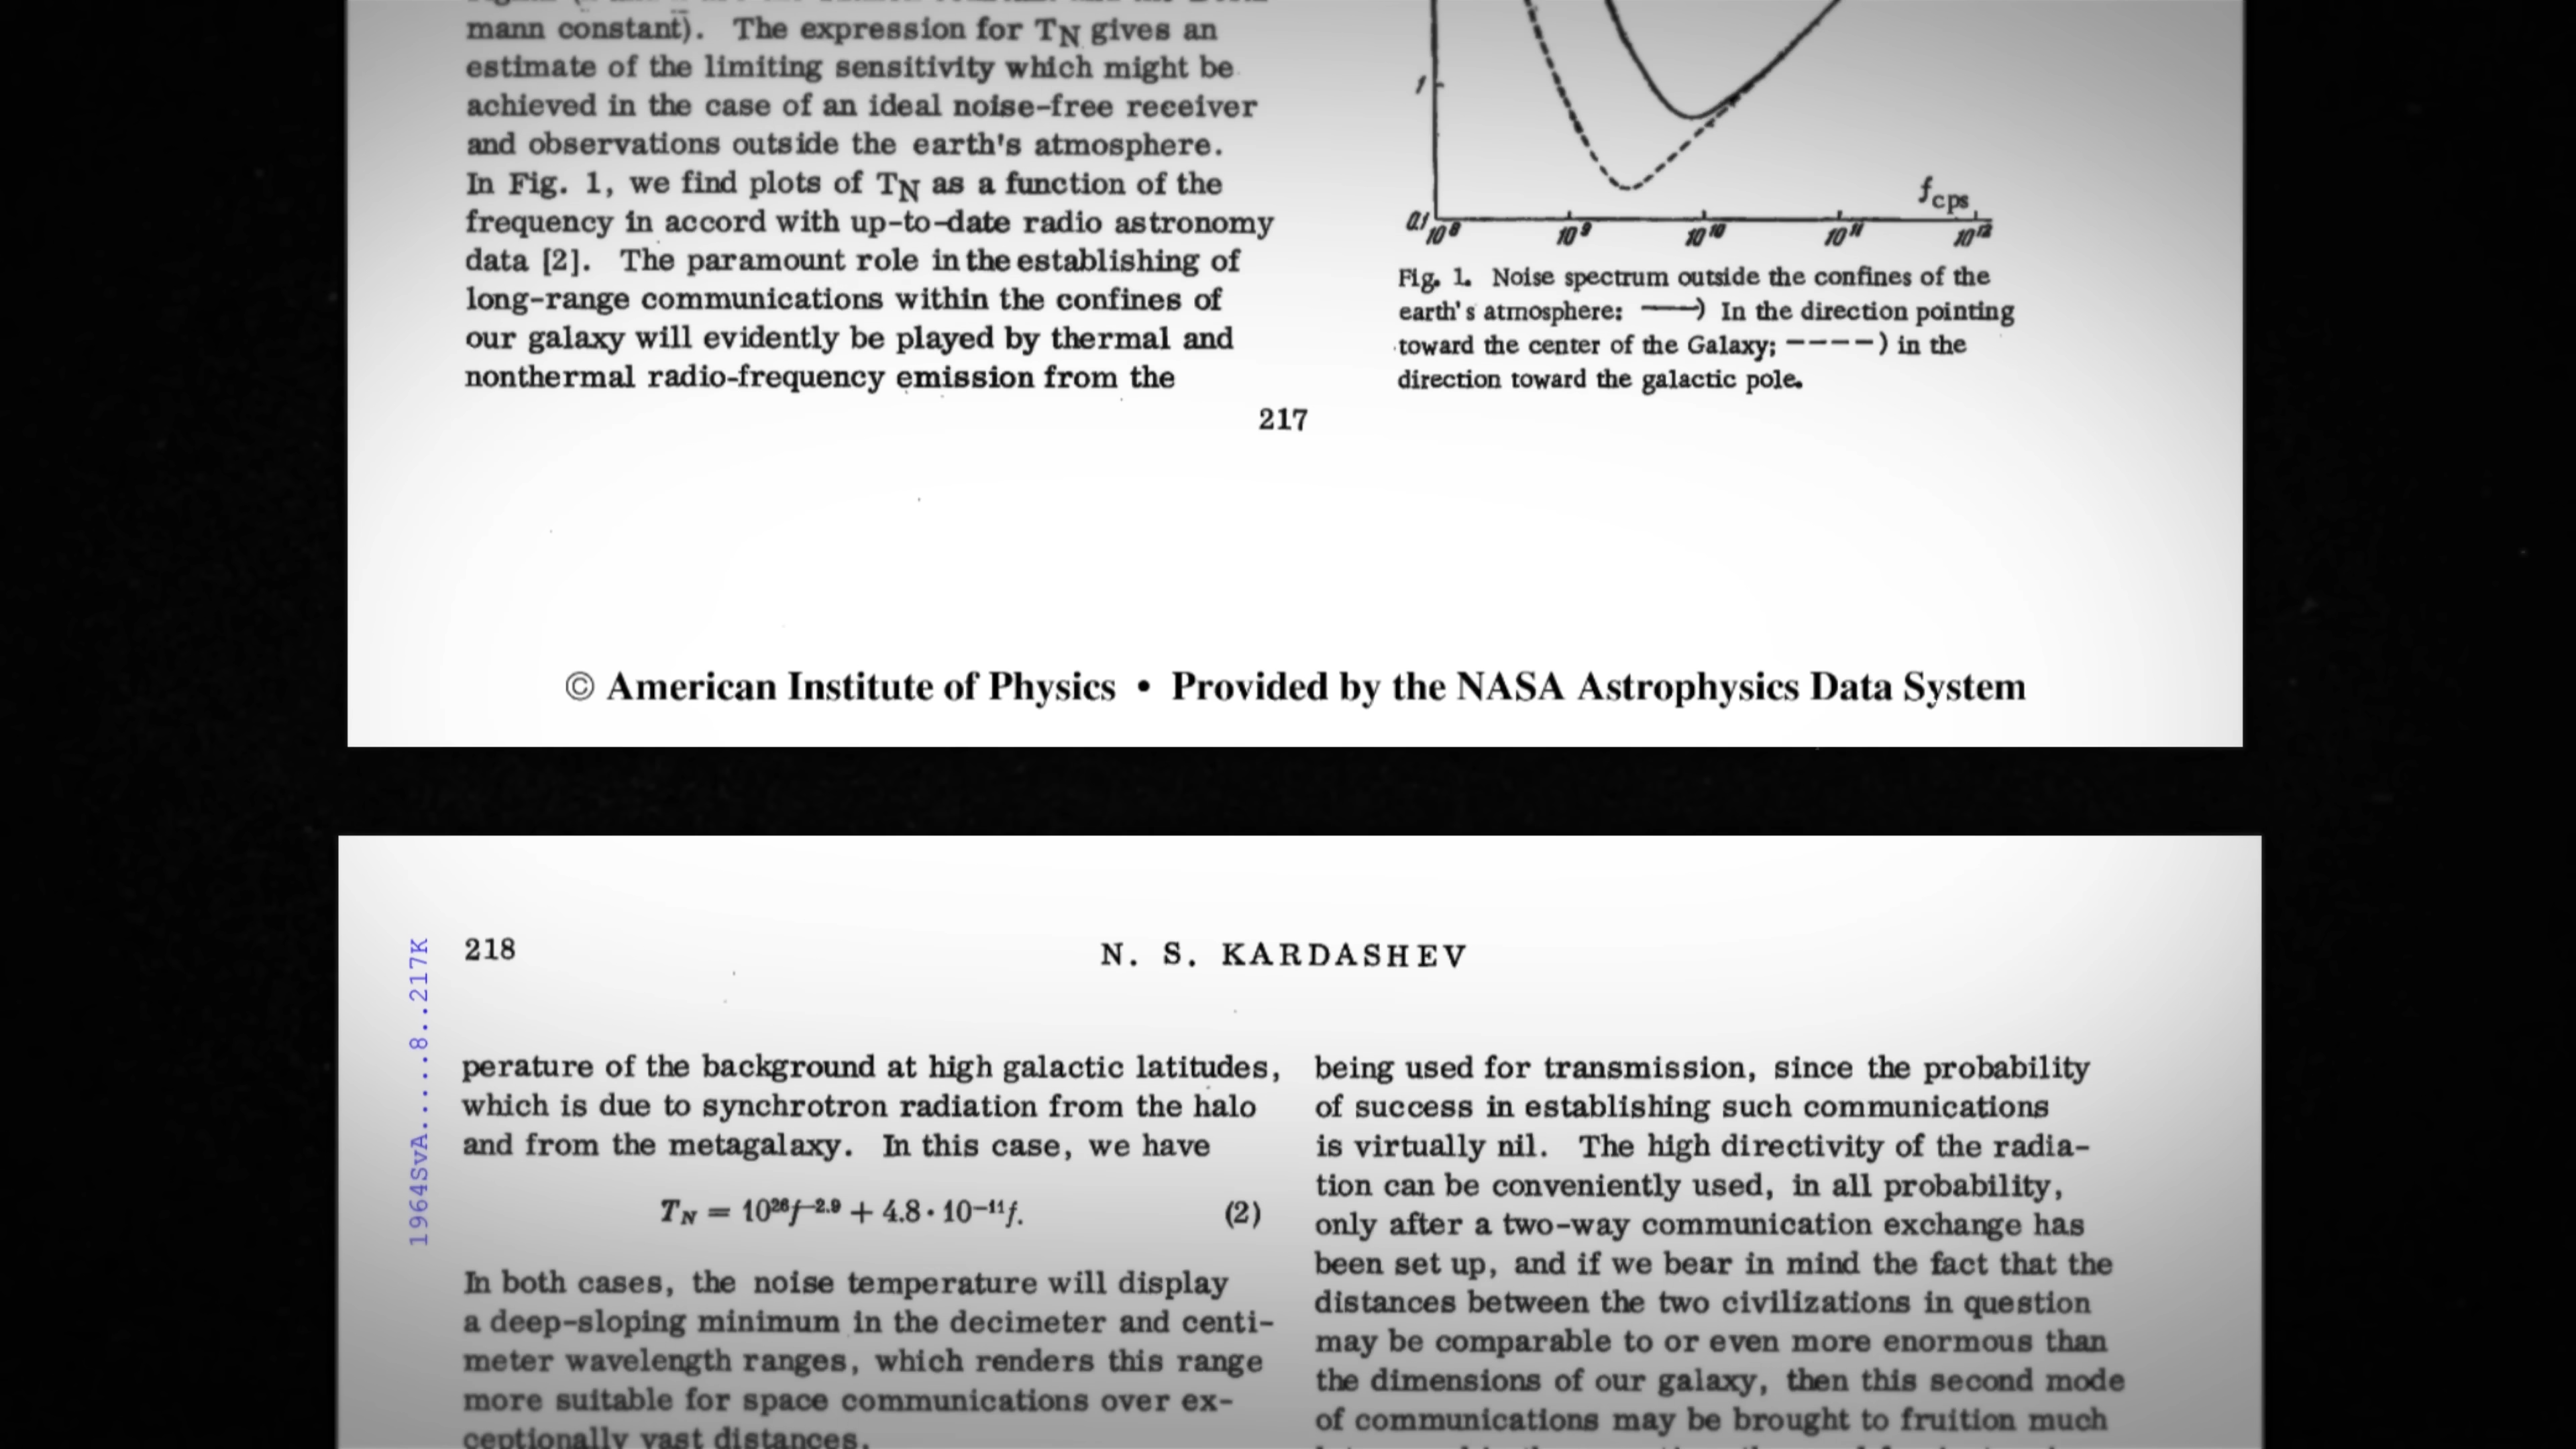 mann constant). The expression for TN gives an
estimate of the limiting sensitivity which might be
achieved in the case of an ideal noise-free receiver
and observations outside the earth's atmosphere.
In Fig. 1, we find plots of TN as a function of the
frequency in accord with up-to-date radio astronomy
data [2]. The paramount role in the establishing of
long-range communications within the confines of
our galaxy will evidently be played by thermal and
nonthermal radio-frequency emission from the
1
0.1
10⁸ 10⁹ 10¹⁰ 10¹¹ 10¹²
fcps
Fig. 1. Noise spectrum outside the confines of the
earth's atmosphere: ——) In the direction pointing
toward the center of the Galaxy; ----) in the
direction toward the galactic pole.
217
© American Institute of Physics • Provided by the NASA Astrophysics Data System
1964SvA.....8..217K
218
N. S. KARDASHEV
perature of the background at high galactic latitudes,
which is due to synchrotron radiation from the halo
and from the metagalaxy. In this case, we have
TN = 10²⁶f⁻²·⁹ + 4.8 · 10⁻¹¹f. (2)
In both cases, the noise temperature will display
a deep-sloping minimum in the decimeter and centi-
meter wavelength ranges, which renders this range
more suitable for space communications over ex-
ceptionally vast distances.
being used for transmission, since the probability
of success in establishing such communications
is virtually nil. The high directivity of the radia-
tion can be conveniently used, in all probability,
only after a two-way communication exchange has
been set up, and if we bear in mind the fact that the
distances between the two civilizations in question
may be comparable to or even more enormous than
the dimensions of our galaxy, then this second mode
of communications may be brought to fruition much